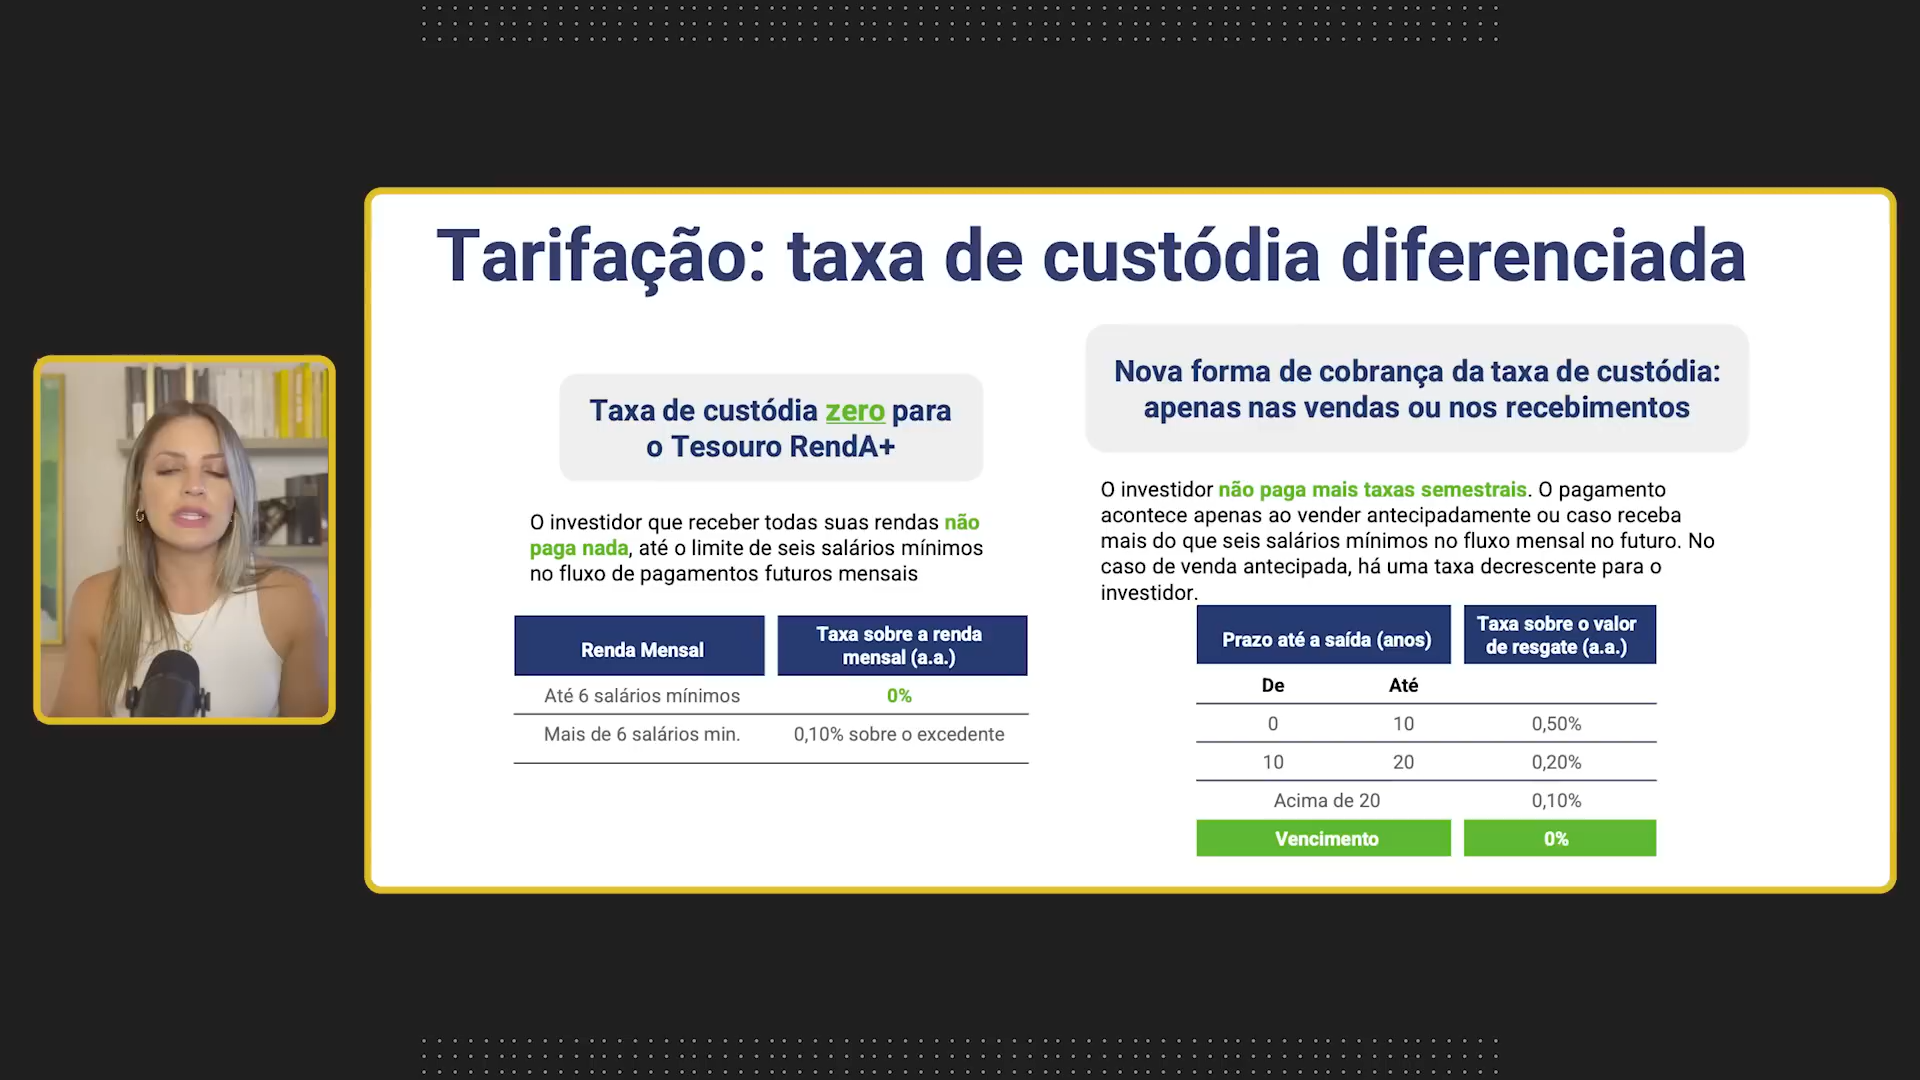 Tarifação: taxa de custódia diferenciada
Taxa de custódia zero para
o Tesouro RendA+
O investidor que receber todas suas rendas não
paga nada, até o limite de seis salários mínimos
no fluxo de pagamentos futuros mensais
Renda Mensal
Taxa sobre a renda
mensal (a.a.)
Até 6 salários mínimos
0%
Mais de 6 salários min.
0,10% sobre o excedente
Nova forma de cobrança da taxa de custódia:
apenas nas vendas ou nos recebimentos
O investidor não paga mais taxas semestrais. O pagamento
acontece apenas ao vender antecipadamente ou caso receba
mais do que seis salários mínimos no fluxo mensal no futuro. No
caso de venda antecipada, há uma taxa decrescente para o
investidor.
Prazo até a saída (anos)
Taxa sobre o valor
de resgate (a.a.)
De
Até
0
10
0,50%
10
20
0,20%
Acima de 20
0,10%
Vencimento
0%